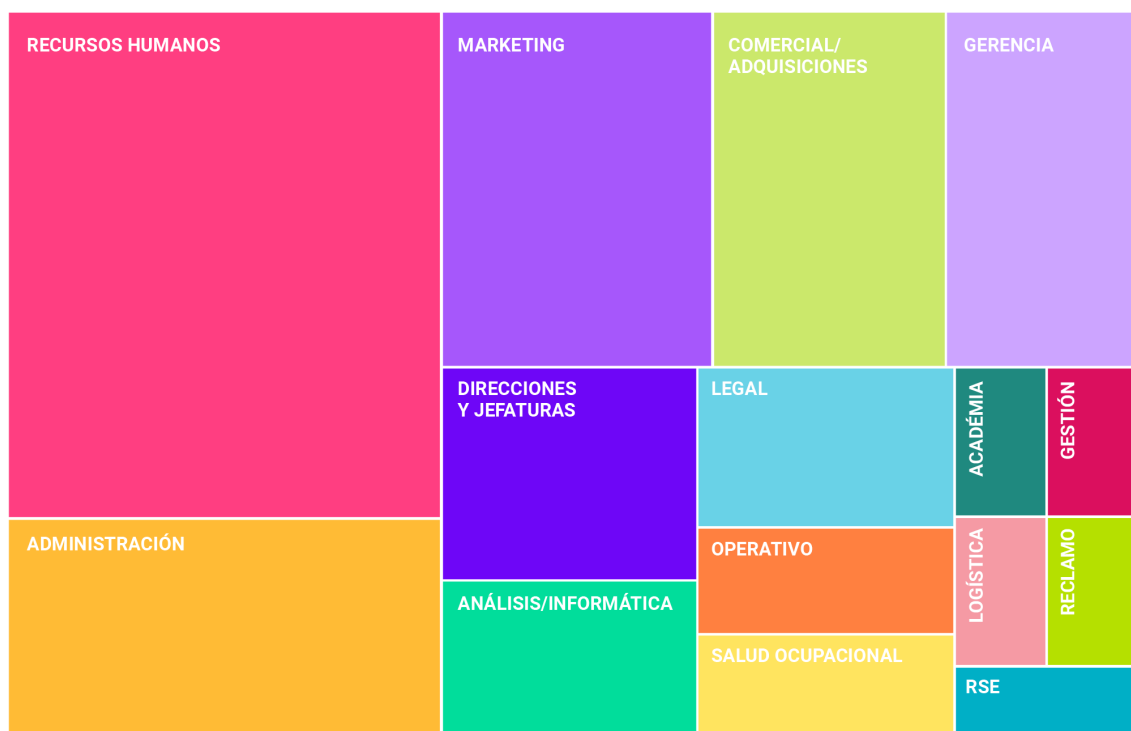 RECURSOS HUMANOS
MARKETING
COMERCIAL/
ADQUISICIONES
GERENCIA
DIRECCIONES
Y JEFATURAS
LEGAL
ACADÉMIA
GESTIÓN
ADMINISTRACIÓN
OPERATIVO
LOGÍSTICA
RECLAMO
ANÁLISIS/INFORMÁTICA
SALUD OCUPACIONAL
RSE